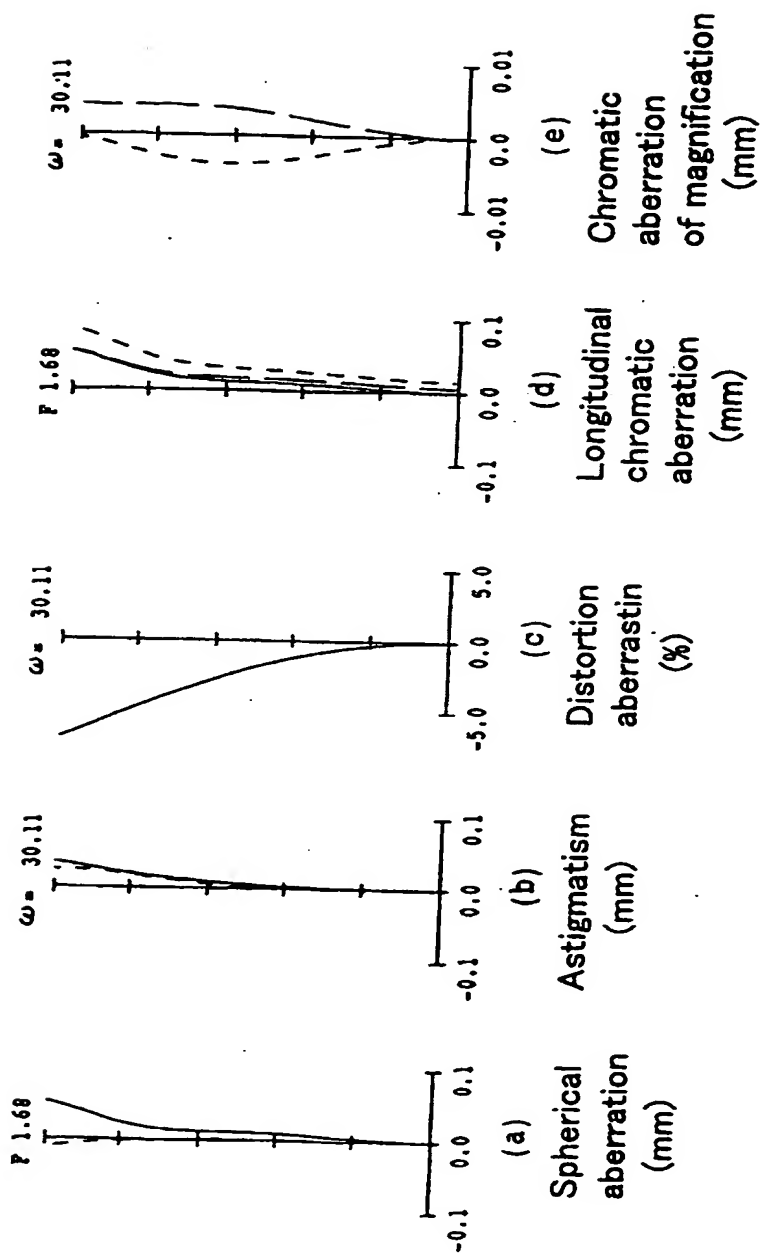 F 1.68
-0.1 0.0 0.1
(a)
Spherical
aberration
(mm)
ω= 30.11
-0.1 0.0 0.1
(b)
Astigmatism
(mm)
ω= 30.11
-5.0 0.0 5.0
(c)
Distortion
aberrastin
(%)
F 1.68
-0.1 0.0 0.1
(d)
Longitudinal
chromatic
aberration
(mm)
ω= 30.11
-0.01 0.0 0.01
(e)
Chromatic
aberration
of magnification
(mm)